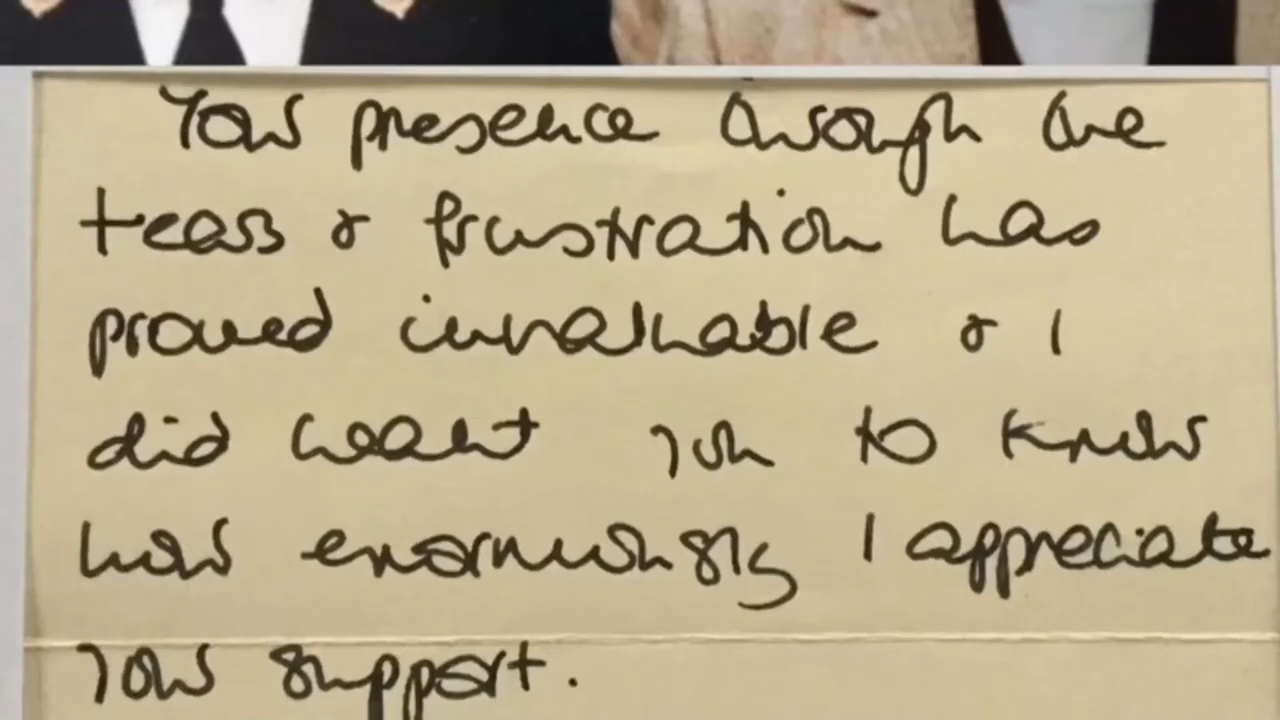 Your presence through the
tears & frustration has
proved invaluable & I
did want you to know
how enormously I appreciate
your support.